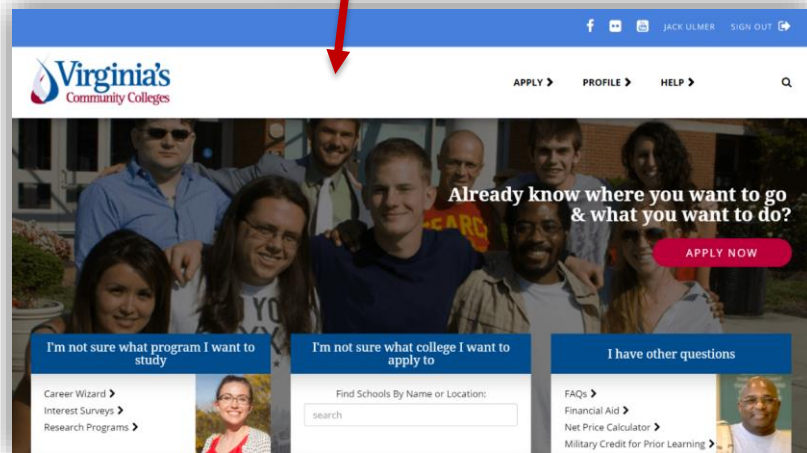 JACK ULMER SIGN OUT
Virginia's
Community Colleges
APPLY PROFILE HELP
Already know where you want to go
& what you want to do?
APPLY NOW
I'm not sure what program I want to
study
Career Wizard
Interest Surveys
Research Programs
I'm not sure what college I want to
apply to
Find Schools By Name or Location:
search
I have other questions
FAQs
Financial Aid
Net Price Calculator
Military Credit for Prior Learning